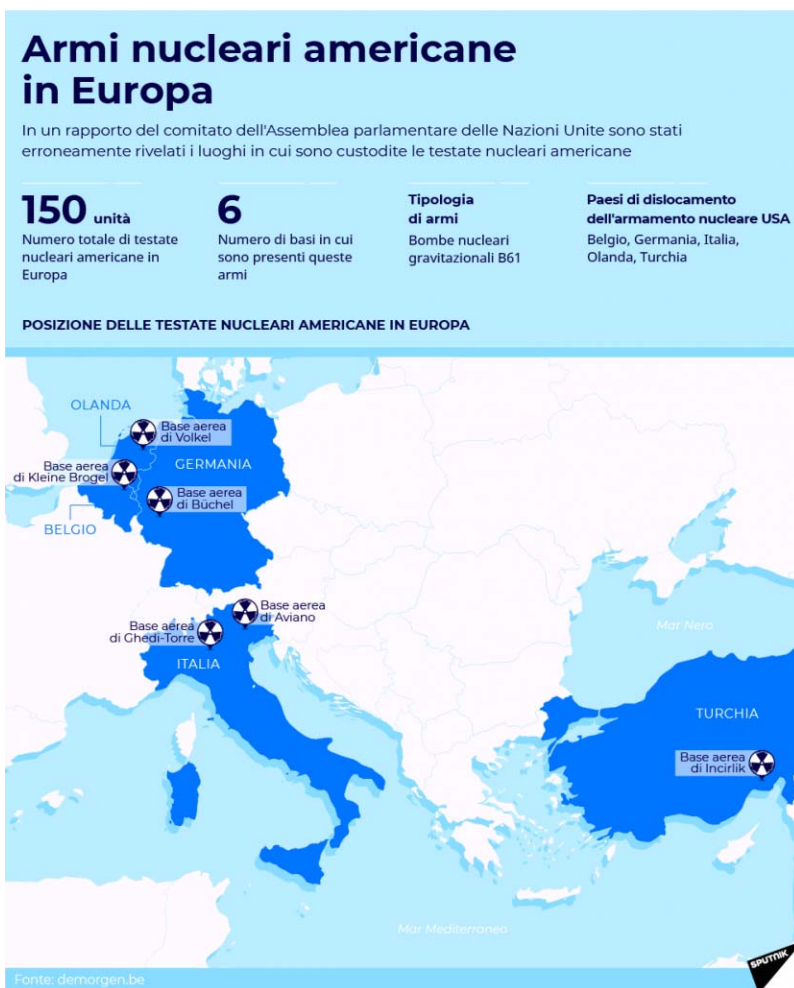 Armi nucleari americane
in Europa
In un rapporto del comitato dell'Assemblea parlamentare delle Nazioni Unite sono stati
erroneamente rivelati i luoghi in cui sono custodite le testate nucleari americane
150 unità
Numero totale di testate
nucleari americane in
Europa
6
Numero di basi in cui
sono presenti queste
armi
Tipologia
di armi
Bombe nucleari
gravitazionali B61
Paesi di dislocamento
dell'armamento nucleare USA
Belgio, Germania, Italia,
Olanda, Turchia
POSIZIONE DELLE TESTATE NUCLEARI AMERICANE IN EUROPA
OLANDA
Base aerea
di Volkel
Base aerea
di Kleine Brogel
GERMANIA
Base aerea
di Büchel
BELGIO
Base aerea
di Aviano
Base aerea
di Ghedi-Torre
ITALIA
Mar Nero
TURCHIA
Base aerea
di Incirlik
Mar Mediterraneo
Fonte: demorgen.be
SPUTNIK